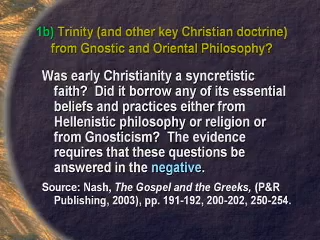 1b) Trinity (and other key Christian doctrine)
from Gnostic and Oriental Philosophy?
Was early Christianity a syncretistic
faith?  Did it borrow any of its essential
beliefs and practices either from
Hellenistic philosophy or religion or
from Gnosticism?  The evidence
requires that these questions be
answered in the negative.
Source: Nash, The Gospel and the Greeks, (P&R
Publishing, 2003), pp. 191-192, 200-202, 250-254.